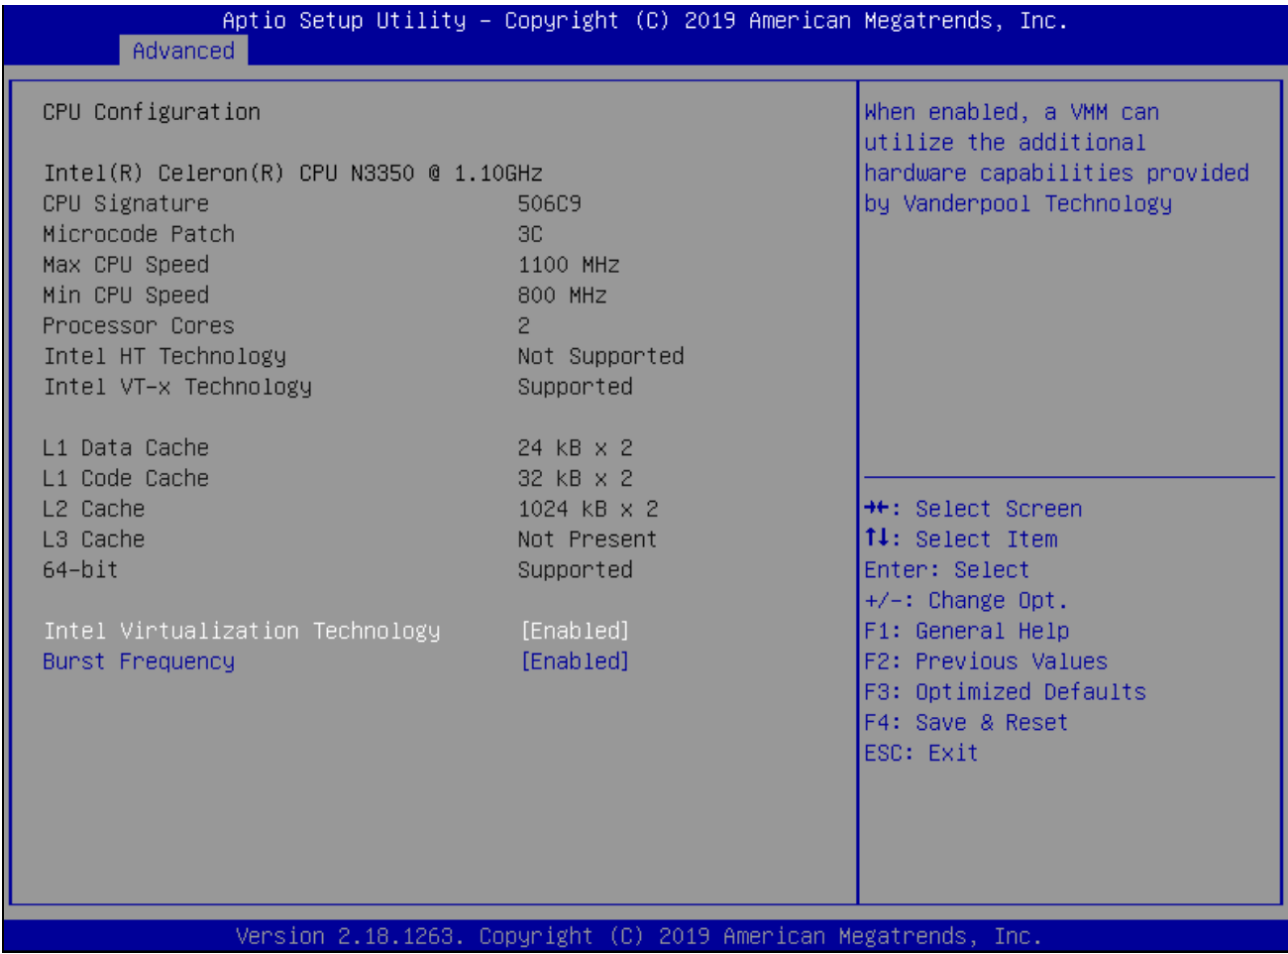 Aptio Setup Utility – Copyright (C) 2019 American Megatrends, Inc.
Advanced
CPU Configuration
Intel(R) Celeron(R) CPU N3350 @ 1.10GHz
CPU Signature 506C9
Microcode Patch 3C
Max CPU Speed 1100 MHz
Min CPU Speed 800 MHz
Processor Cores 2
Intel HT Technology Not Supported
Intel VT-x Technology Supported
L1 Data Cache 24 kB x 2
L1 Code Cache 32 kB x 2
L2 Cache 1024 kB x 2
L3 Cache Not Present
64-bit Supported
Intel Virtualization Technology [Enabled]
Burst Frequency [Enabled]
When enabled, a VMM can
utilize the additional
hardware capabilities provided
by Vanderpool Technology
→←: Select Screen
↑↓: Select Item
Enter: Select
+/-: Change Opt.
F1: General Help
F2: Previous Values
F3: Optimized Defaults
F4: Save & Reset
ESC: Exit
Version 2.18.1263. Copyright (C) 2019 American Megatrends, Inc.